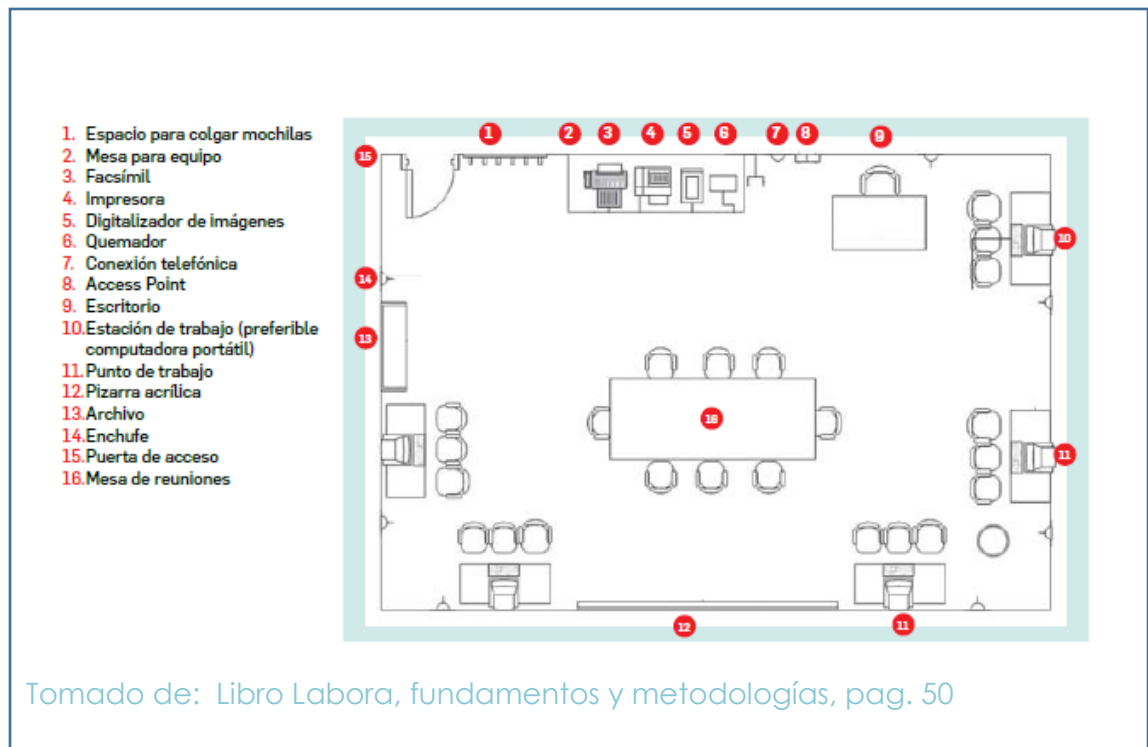 1. Espacio para colgar mochilas
2. Mesa para equipo
3. Facsímil
4. Impresora
5. Digitalizador de imágenes
6. Quemador
7. Conexión telefónica
8. Access Point
9. Escritorio
10. Estación de trabajo (preferible
computadora portátil)
11. Punto de trabajo
12. Pizarra acrílica
13. Archivo
14. Enchufe
15. Puerta de acceso
16. Mesa de reuniones
1 2 3 4 5 6 7 8 9
15
10
14
13
16
11
12 11
Tomado de: Libro Labora, fundamentos y metodologías, pag. 50